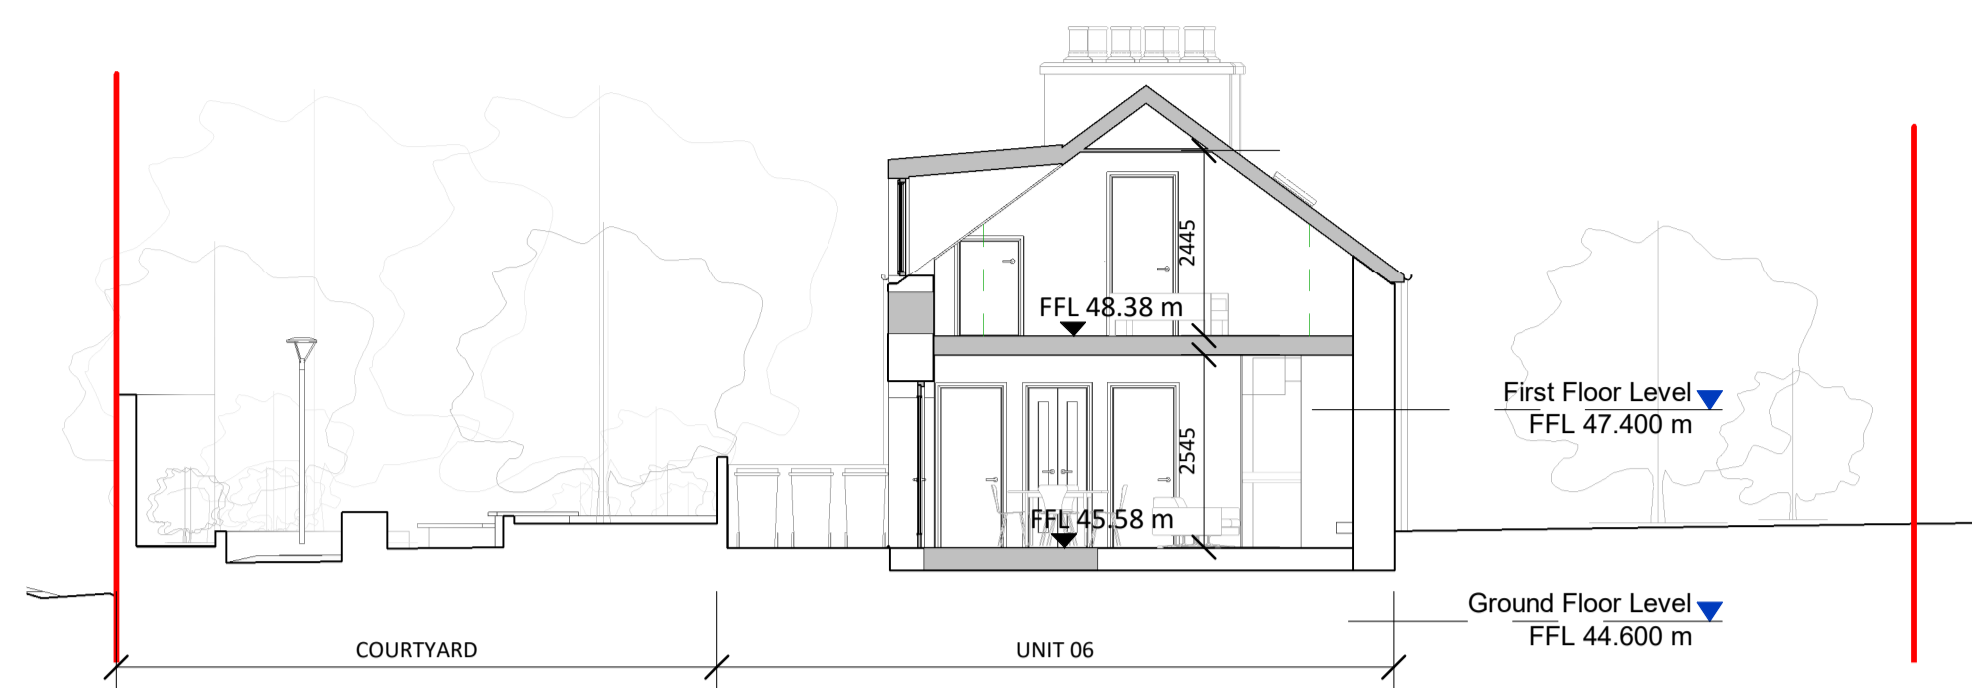 2445
FFL 48.38 m
First Floor Level
FFL 47.400 m
2545
FFL 45.58 m
Ground Floor Level
FFL 44.600 m
COURTYARD
UNIT 06